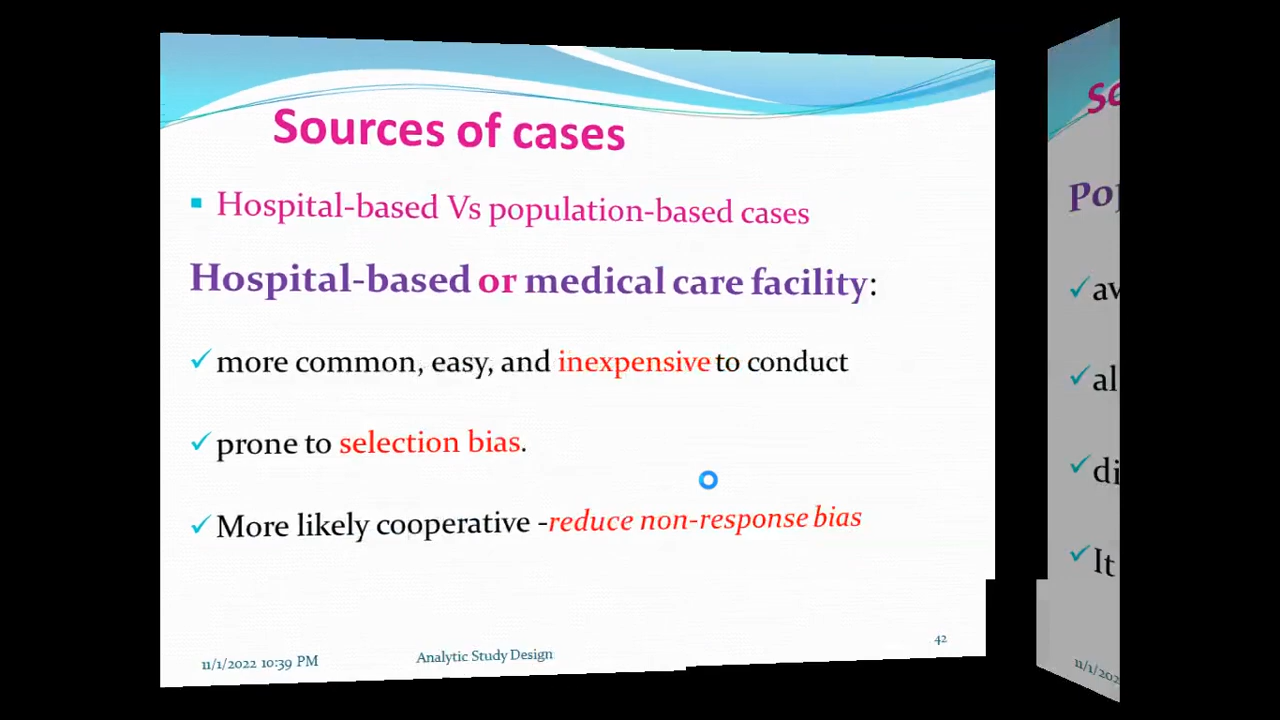 Sources of cases
Hospital-based Vs population-based cases
Hospital-based or medical care facility:
more common, easy, and inexpensive to conduct
prone to selection bias.
More likely cooperative -reduce non-response bias
11/1/2022 10:39 PM
Analytic Study Design
42
It